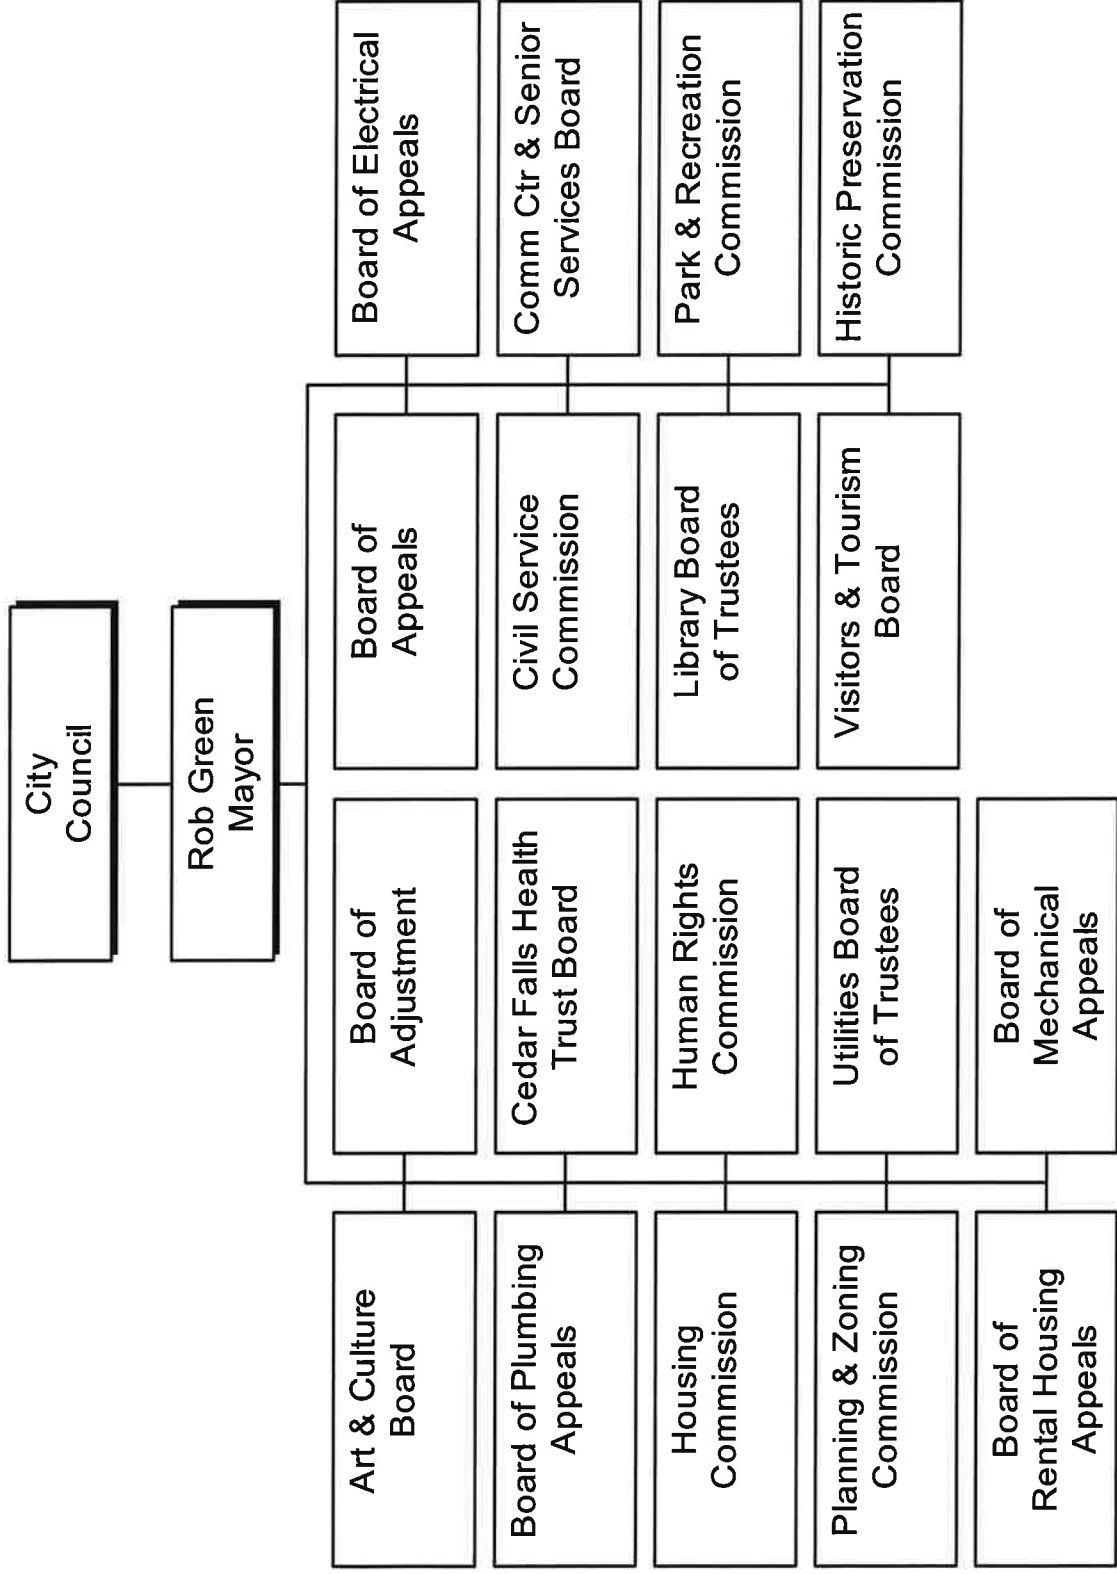 City
Council
Rob Green
Mayor
Art & Culture
Board
Board of
Adjustment
Board of
Appeals
Board of Electrical
Appeals
Board of Plumbing
Appeals
Cedar Falls Health
Trust Board
Civil Service
Commission
Comm Ctr & Senior
Services Board
Housing
Commission
Human Rights
Commission
Library Board
of Trustees
Park & Recreation
Commission
Planning & Zoning
Commission
Utilities Board
of Trustees
Visitors & Tourism
Board
Historic Preservation
Commission
Board of
Rental Housing
Appeals
Board of
Mechanical
Appeals